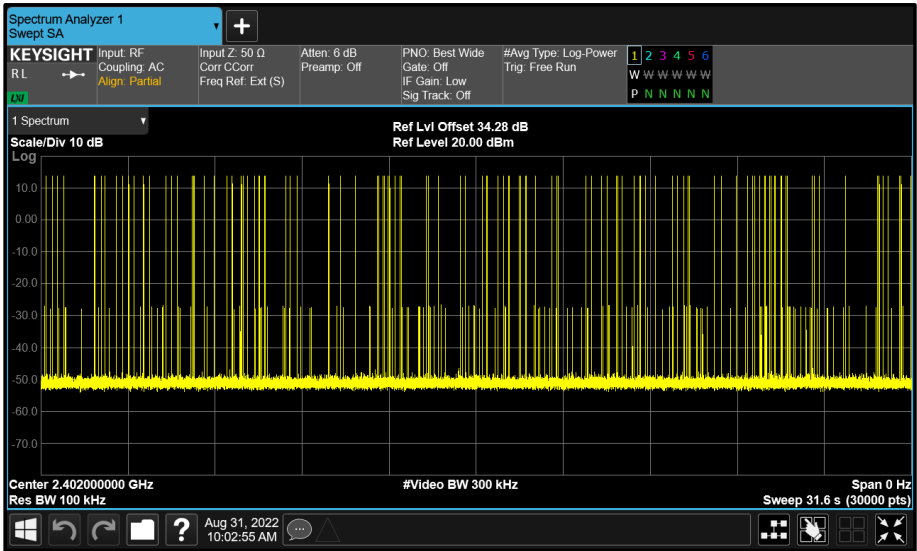 Spectrum Analyzer 1
Swept SA
+
KEYSIGHT Input: RF Input Z: 50 Ω Atten: 6 dB PNO: Best Wide #Avg Type: Log-Power 1 2 3 4 5 6
RL Coupling: AC Corr CCorr Preamp: Off Gate: Off Trig: Free Run W W W W W W
Align: Partial Freq Ref: Ext (S) IF Gain: Low
LXI Sig Track: Off P N N N N N
1 Spectrum
Ref Lvl Offset 34.28 dB
Scale/Div 10 dB Ref Level 20.00 dBm
Log
10.0
0.00
-10.0
-20.0
-30.0
-40.0
-50.0
-60.0
-70.0
Center 2.402000000 GHz #Video BW 300 kHz Span 0 Hz
Res BW 100 kHz Sweep 31.6 s (30000 pts)
? Aug 31, 2022
10:02:55 AM